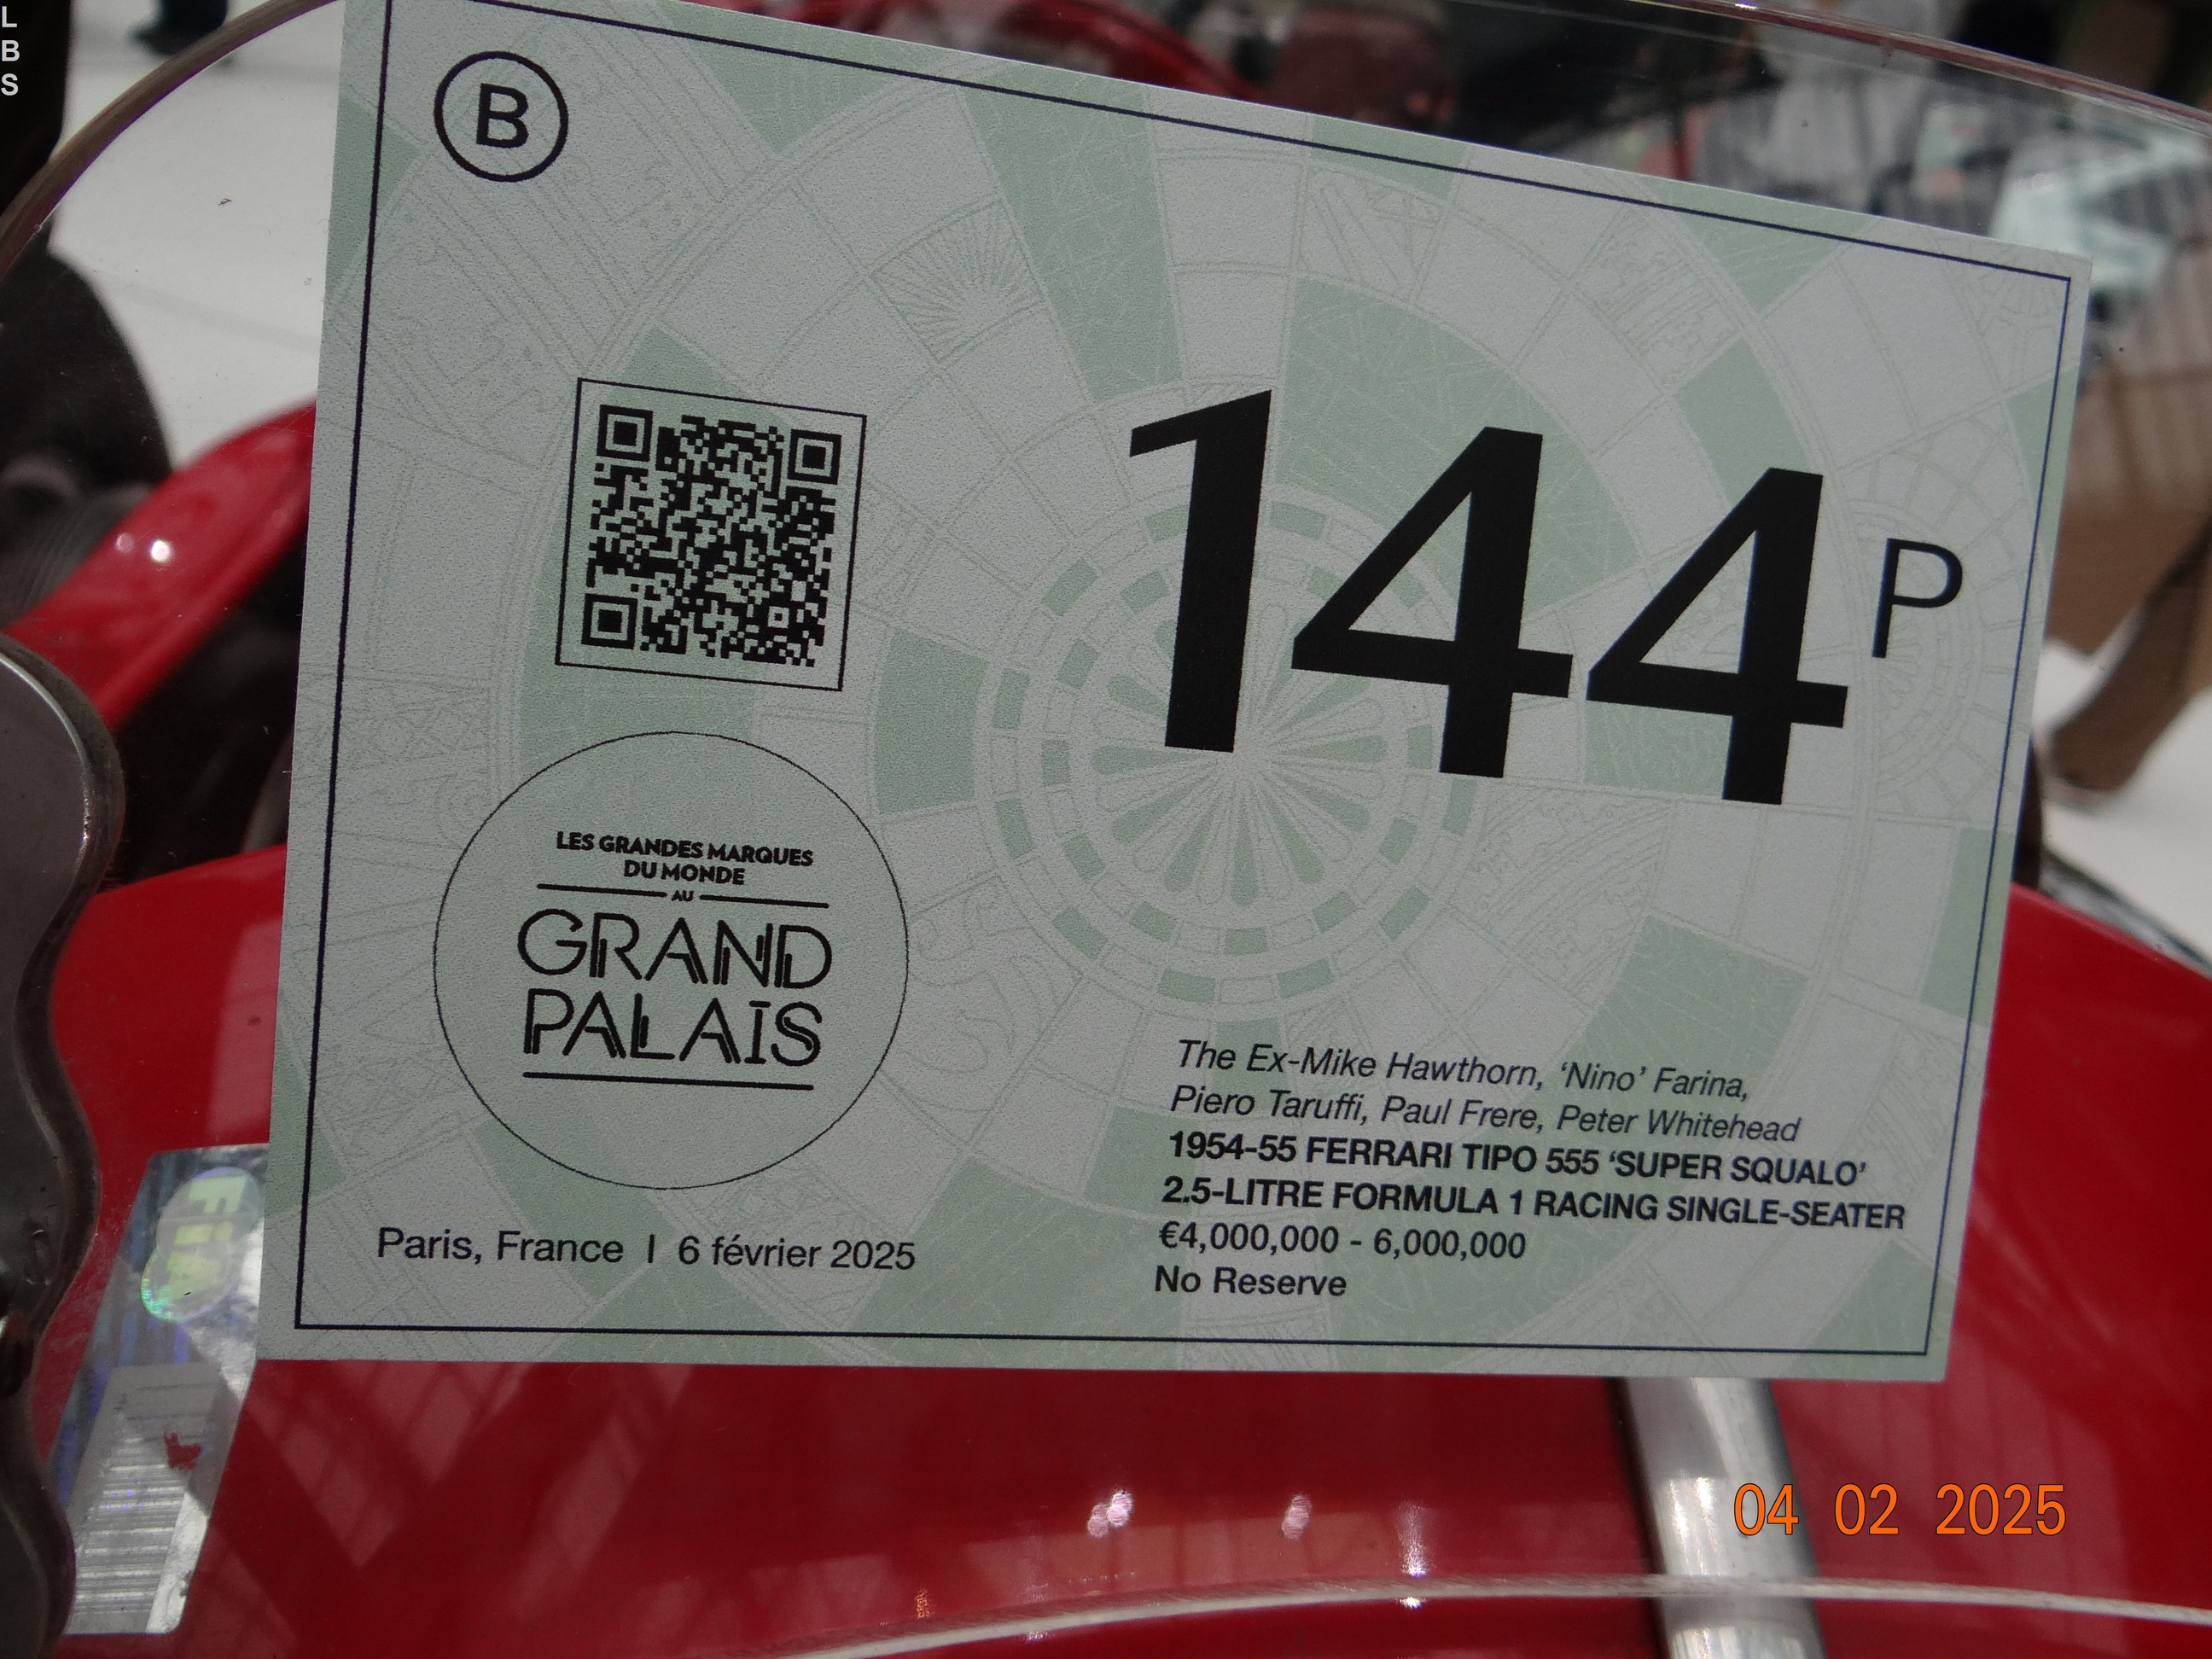 L
B
S
B
144 P
LES GRANDES MARQUES
DU MONDE
AU
GRAND
PALAIS
The Ex-Mike Hawthorn, ‘Nino’ Farina,
Piero Taruffi, Paul Frere, Peter Whitehead
1954-55 FERRARI TIPO 555 ‘SUPER SQUALO’
2.5-LITRE FORMULA 1 RACING SINGLE-SEATER
€4,000,000 - 6,000,000
No Reserve
Paris, France | 6 février 2025
FiA
04 02 2025